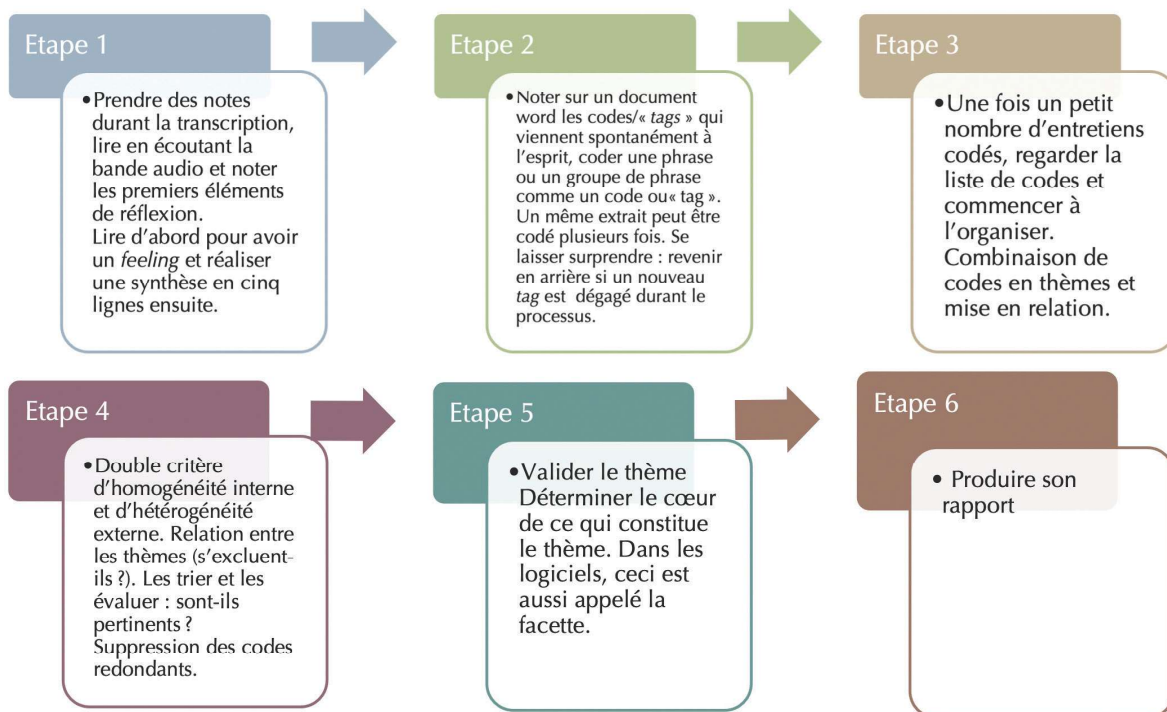 Etape 1
•Prendre des notes
durant la transcription,
lire en écoutant la
bande audio et noter
les premiers éléments
de réflexion.
Lire d'abord pour avoir
un feeling et réaliser
une synthèse en cinq
lignes ensuite.
Etape 2
•Noter sur un document
word les codes/« tags » qui
viennent spontanément à
l'esprit, coder une phrase
ou un groupe de phrase
comme un code ou« tag ».
Un même extrait peut être
codé plusieurs fois. Se
laisser surprendre : revenir
en arrière si un nouveau
tag est dégagé durant le
processus.
Etape 3
•Une fois un petit
nombre d'entretiens
codés, regarder la
liste de codes et
commencer à
l'organiser.
Combinaison de
codes en thèmes et
mise en relation.
Etape 4
•Double critère
d'homogénéité interne
et d'hétérogénéité
externe. Relation entre
les thèmes (s'excluent-
ils ?). Les trier et les
évaluer : sont-ils
pertinents ?
Suppression des codes
redondants.
Etape 5
•Valider le thème
Déterminer le cœur
de ce qui constitue
le thème. Dans les
logiciels, ceci est
aussi appelé la
facette.
Etape 6
• Produire son
rapport